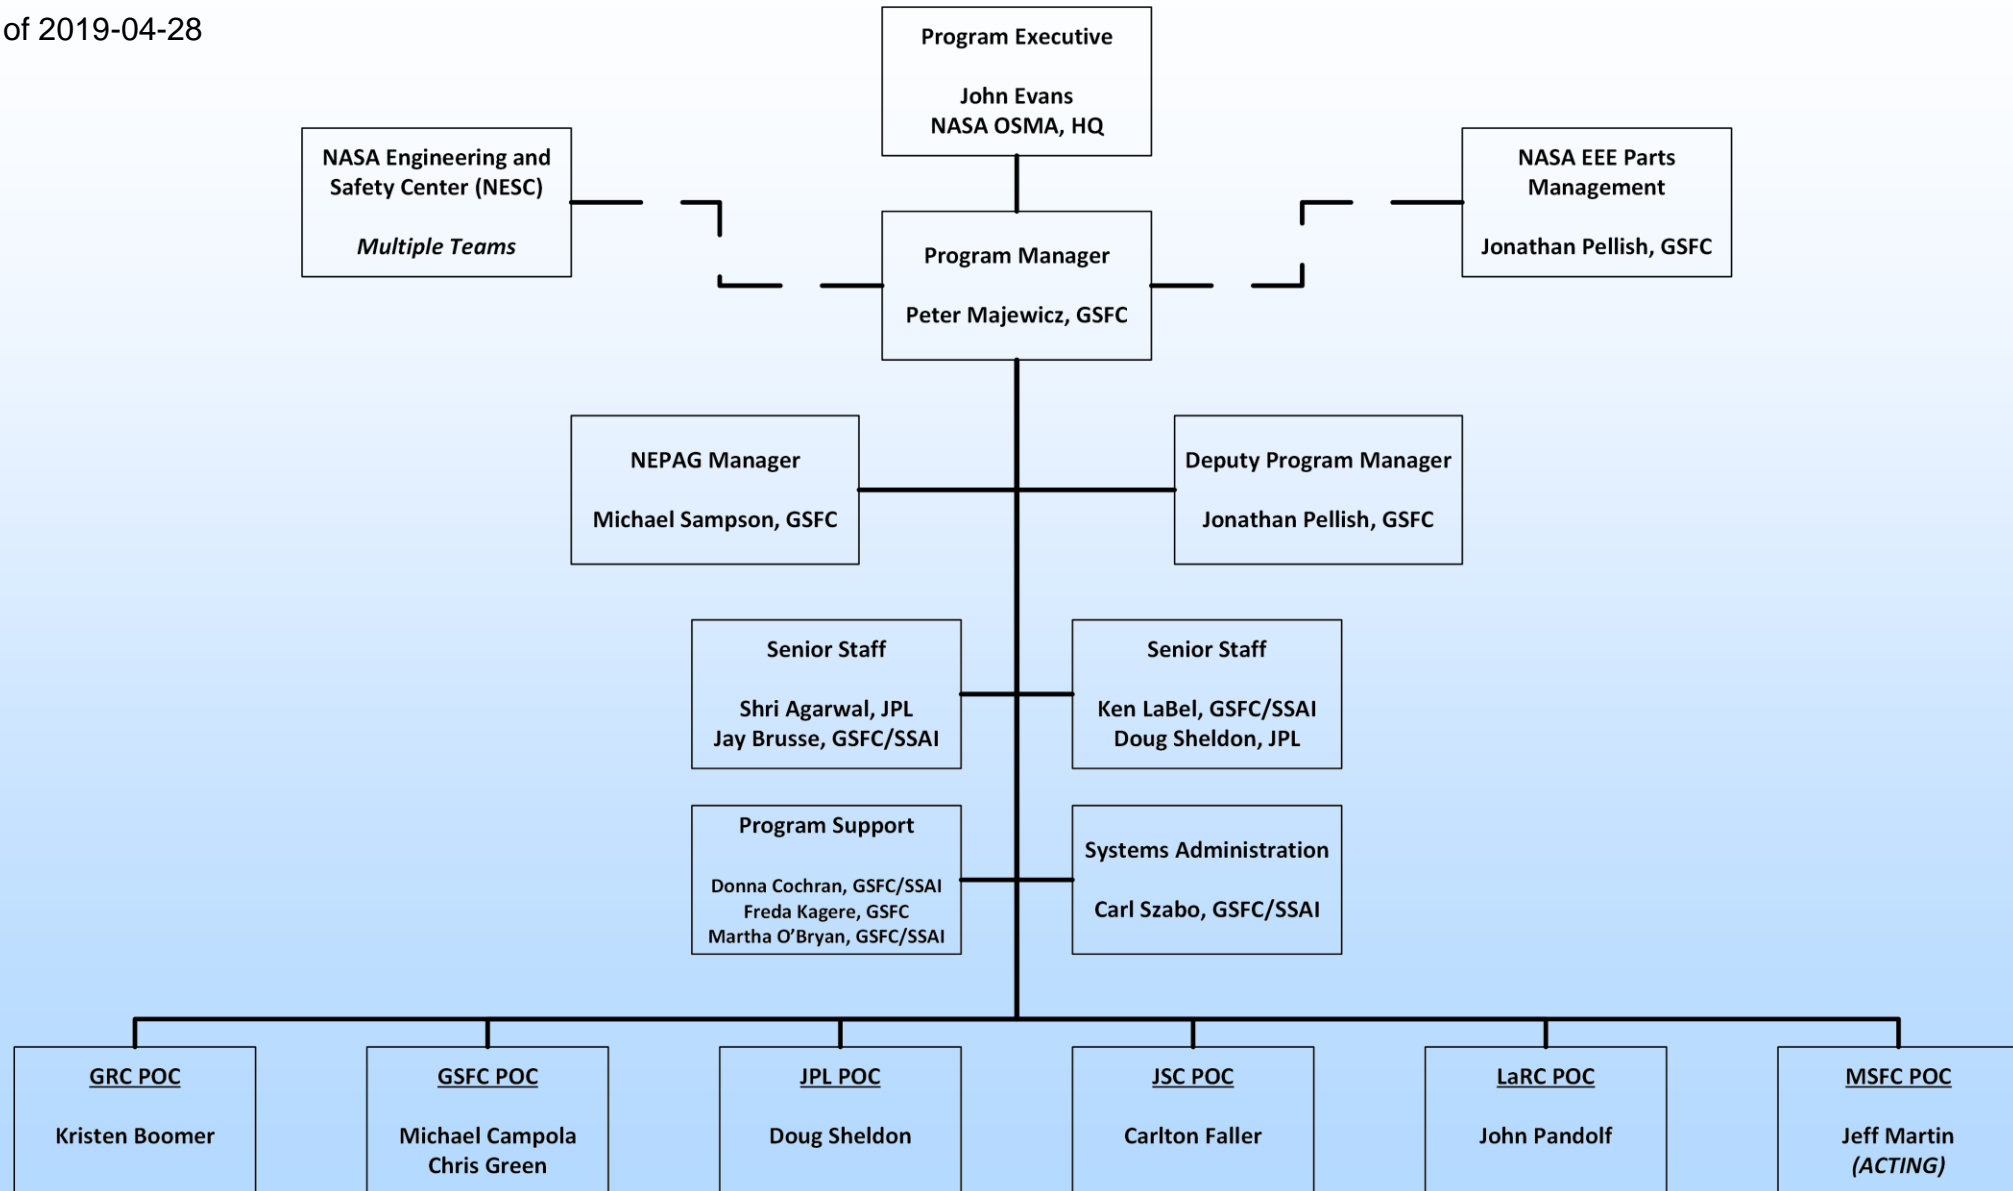 of 2019-04-28
Program Executive
John Evans
NASA OSMA, HQ
NASA Engineering and
Safety Center (NESC)
Multiple Teams
NASA EEE Parts
Management
Jonathan Pellish, GSFC
Program Manager
Peter Majewicz, GSFC
NEPAG Manager
Michael Sampson, GSFC
Deputy Program Manager
Jonathan Pellish, GSFC
Senior Staff
Shri Agarwal, JPL
Jay Brusse, GSFC/SSAI
Senior Staff
Ken LaBel, GSFC/SSAI
Doug Sheldon, JPL
Program Support
Donna Cochran, GSFC/SSAI
Freda Kagere, GSFC
Martha O’Bryan, GSFC/SSAI
Systems Administration
Carl Szabo, GSFC/SSAI
GRC POC
Kristen Boomer
GSFC POC
Michael Campola
Chris Green
JPL POC
Doug Sheldon
JSC POC
Carlton Faller
LaRC POC
John Pandolf
MSFC POC
Jeff Martin
(ACTING)